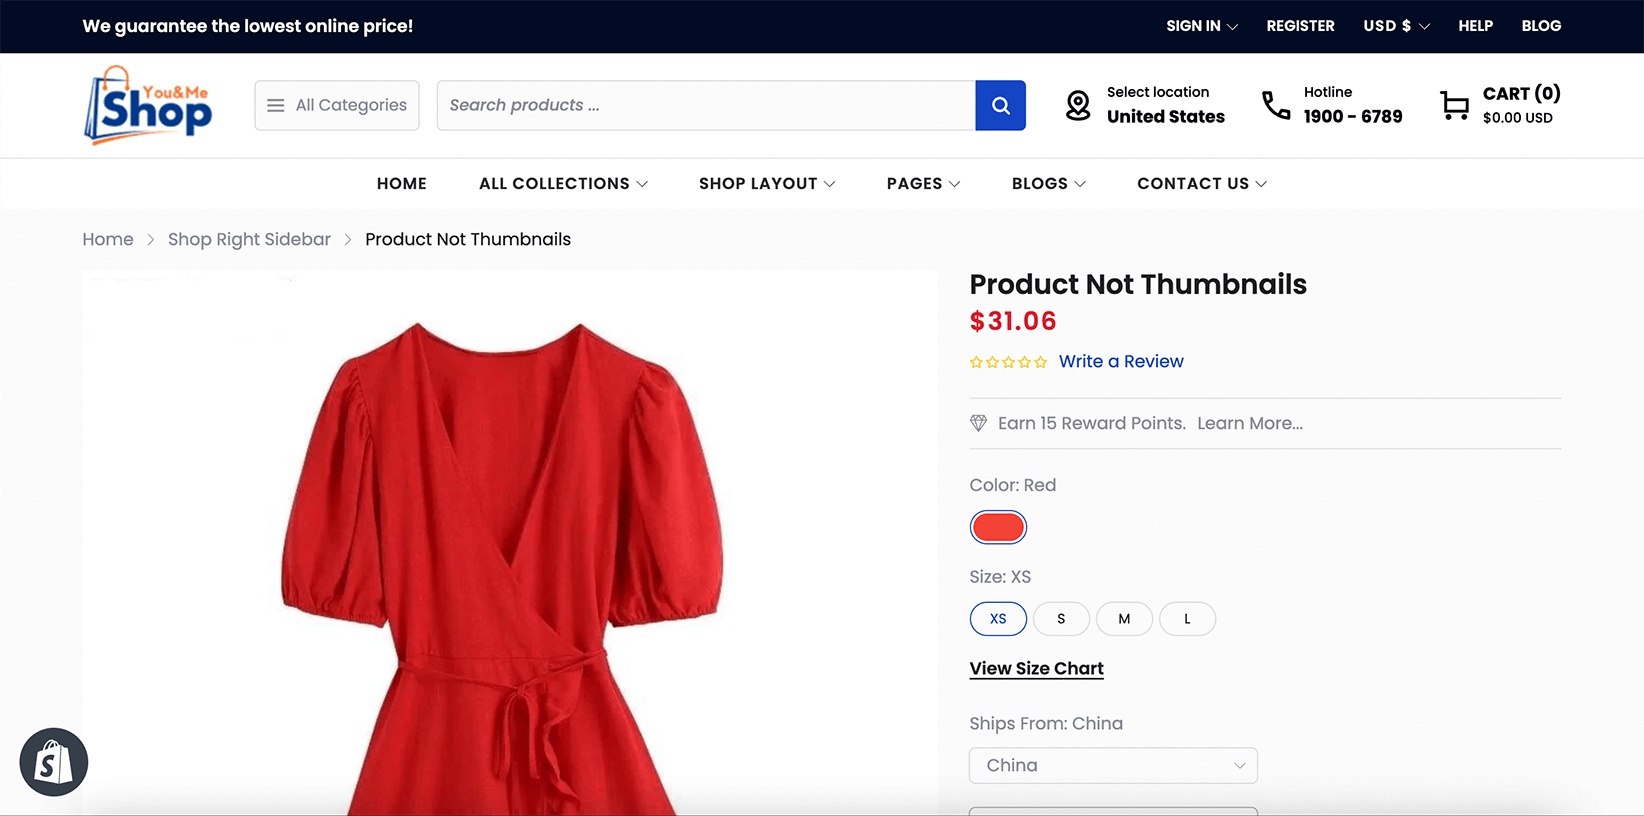 We guarantee the lowest online price!
SIGN IN
REGISTER
USD $
HELP
BLOG
You&Me
Shop
All Categories
Search products ...
Select location
United States
Hotline
1900 - 6789
CART (0)
$0.00 USD
HOME
ALL COLLECTIONS
SHOP LAYOUT
PAGES
BLOGS
CONTACT US
Home > Shop Right Sidebar > Product Not Thumbnails
Product Not Thumbnails
$31.06
Write a Review
Earn 15 Reward Points. Learn More...
Color: Red
Size: XS
XS
S
M
L
View Size Chart
Ships From: China
China
S